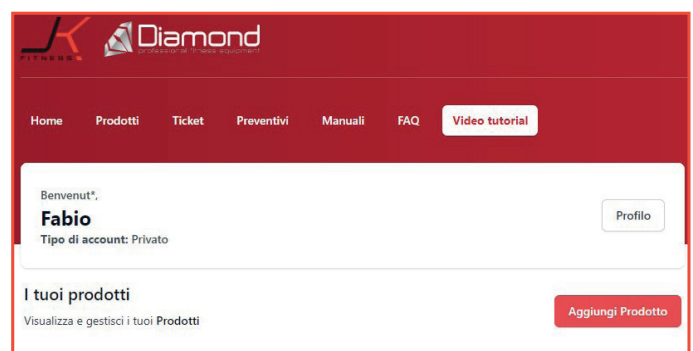 JK
FITNESS
Diamond
professional fitness equipment
Home Prodotti Ticket Preventivi Manuali FAQ Video tutorial
Benvenut*,
Fabio
Profilo
Tipo di account: Privato
I tuoi prodotti
Aggiungi Prodotto
Visualizza e gestisci i tuoi Prodotti